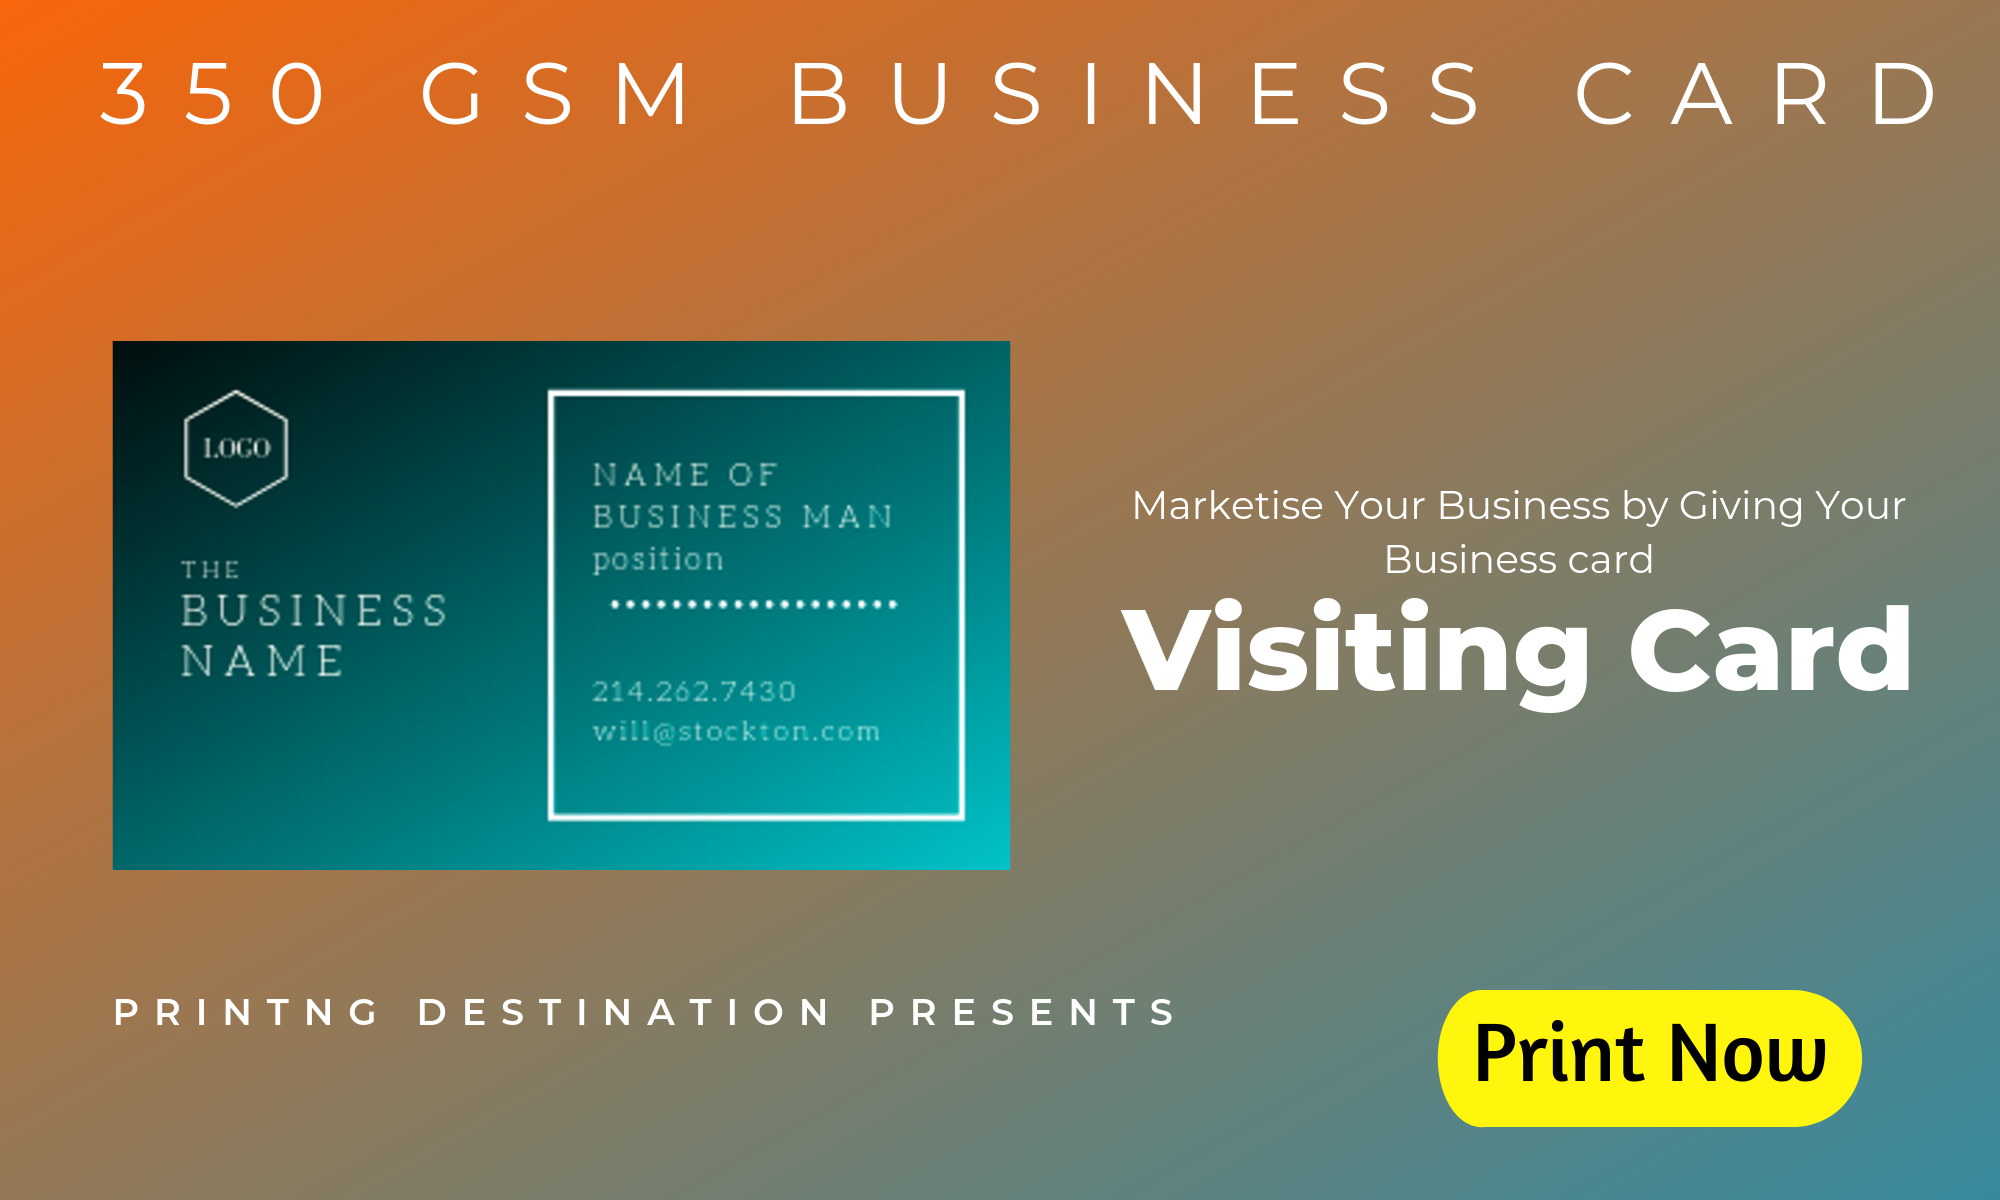 350 GSM BUSINESS CARD
LOGO
THE
BUSINESS
NAME
NAME OF
BUSINESS MAN
position
214.262.7430
will@stockton.com
Marketise Your Business by Giving Your
Business card
Visiting Card
PRINTNG DESTINATION PRESENTS
Print Now